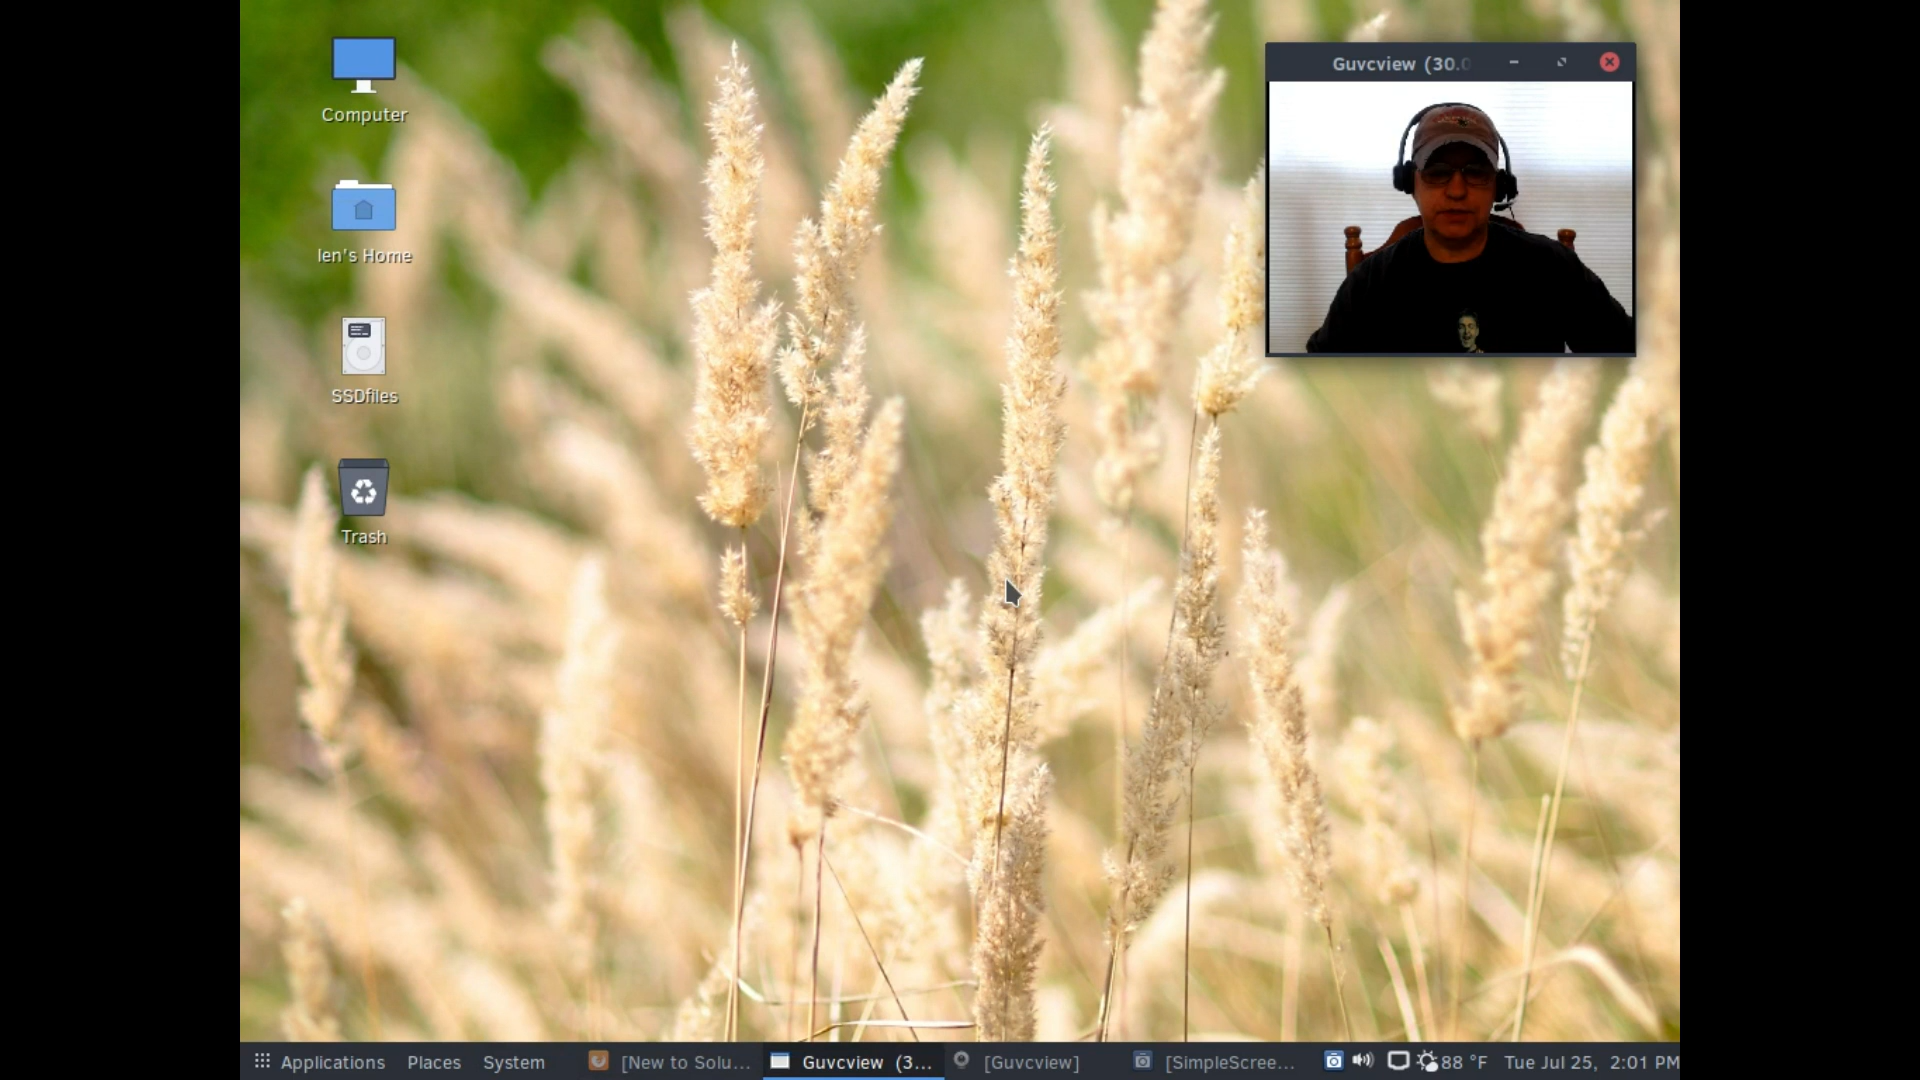 Guvcview (30.0
Computer
len's Home
SSDfiles
Trash
Applications Places System [New to Solu... Guvcview (3... [Guvcview] [SimpleScree... 88 °F Tue Jul 25, 2:01 PM